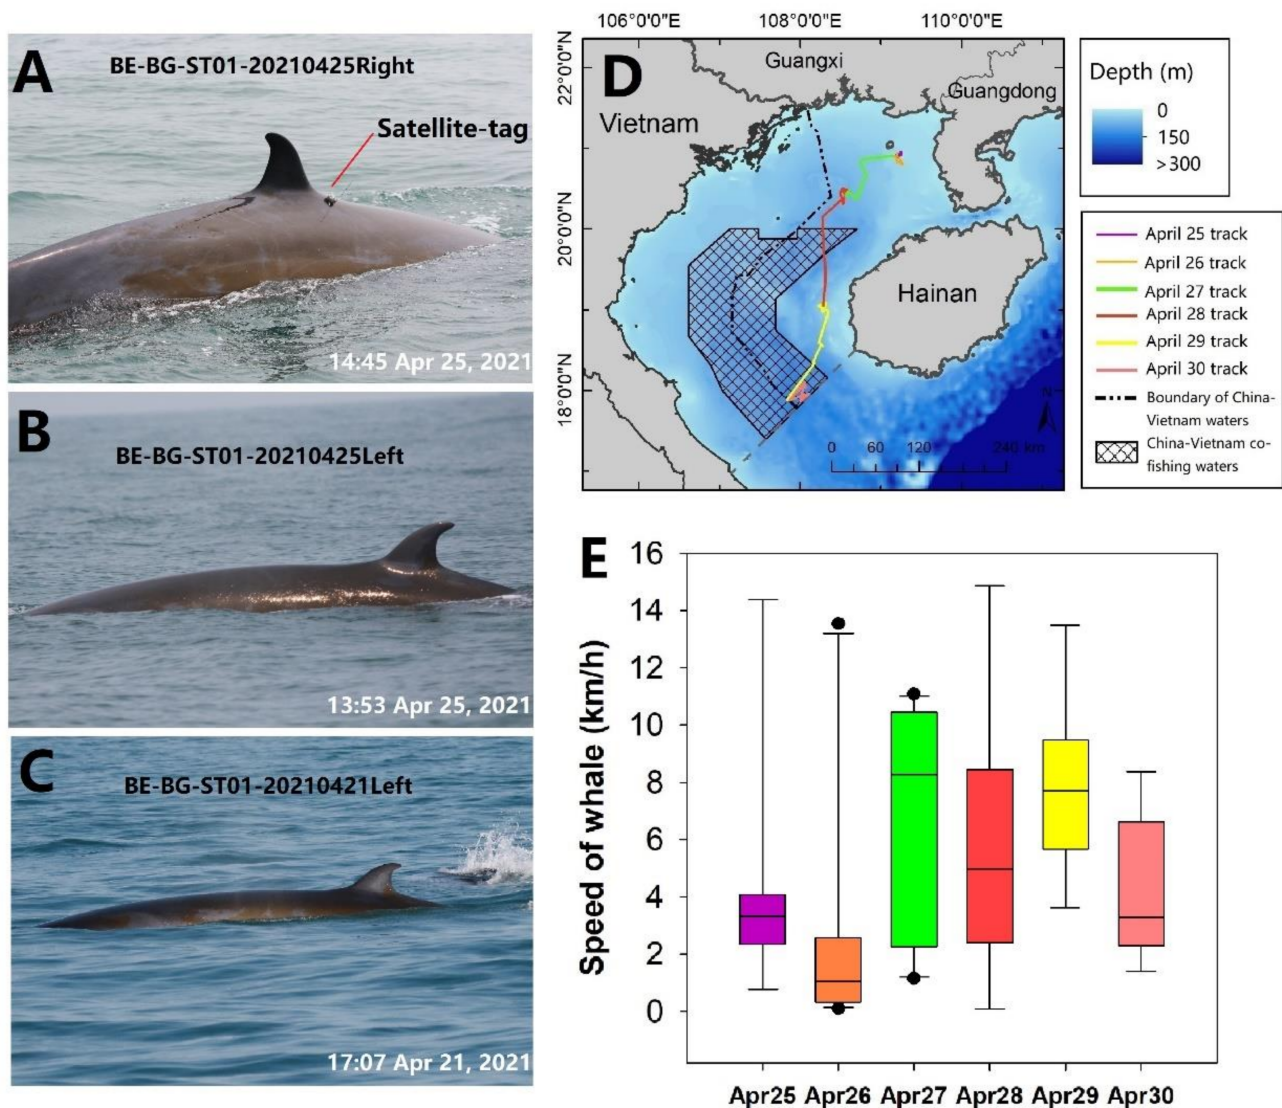 A
BE-BG-ST01-20210425Right
Satellite-tag
14:45 Apr 25, 2021
B
BE-BG-ST01-20210425Left
13:53 Apr 25, 2021
C
BE-BG-ST01-20210421Left
17:07 Apr 21, 2021
106°0'0"E
108°0'0"E
110°0'0"E
22°0'0"N
20°0'0"N
18°0'0"N
D
Guangxi
Guangdong
Vietnam
Hainan
N
0 60 120 240 km
Depth (m)
0
150
>300
April 25 track
April 26 track
April 27 track
April 28 track
April 29 track
April 30 track
Boundary of China-
Vietnam waters
China-Vietnam co-
fishing waters
E
Speed of whale (km/h)
16
14
12
10
8
6
4
2
0
Apr25
Apr26
Apr27
Apr28
Apr29
Apr30